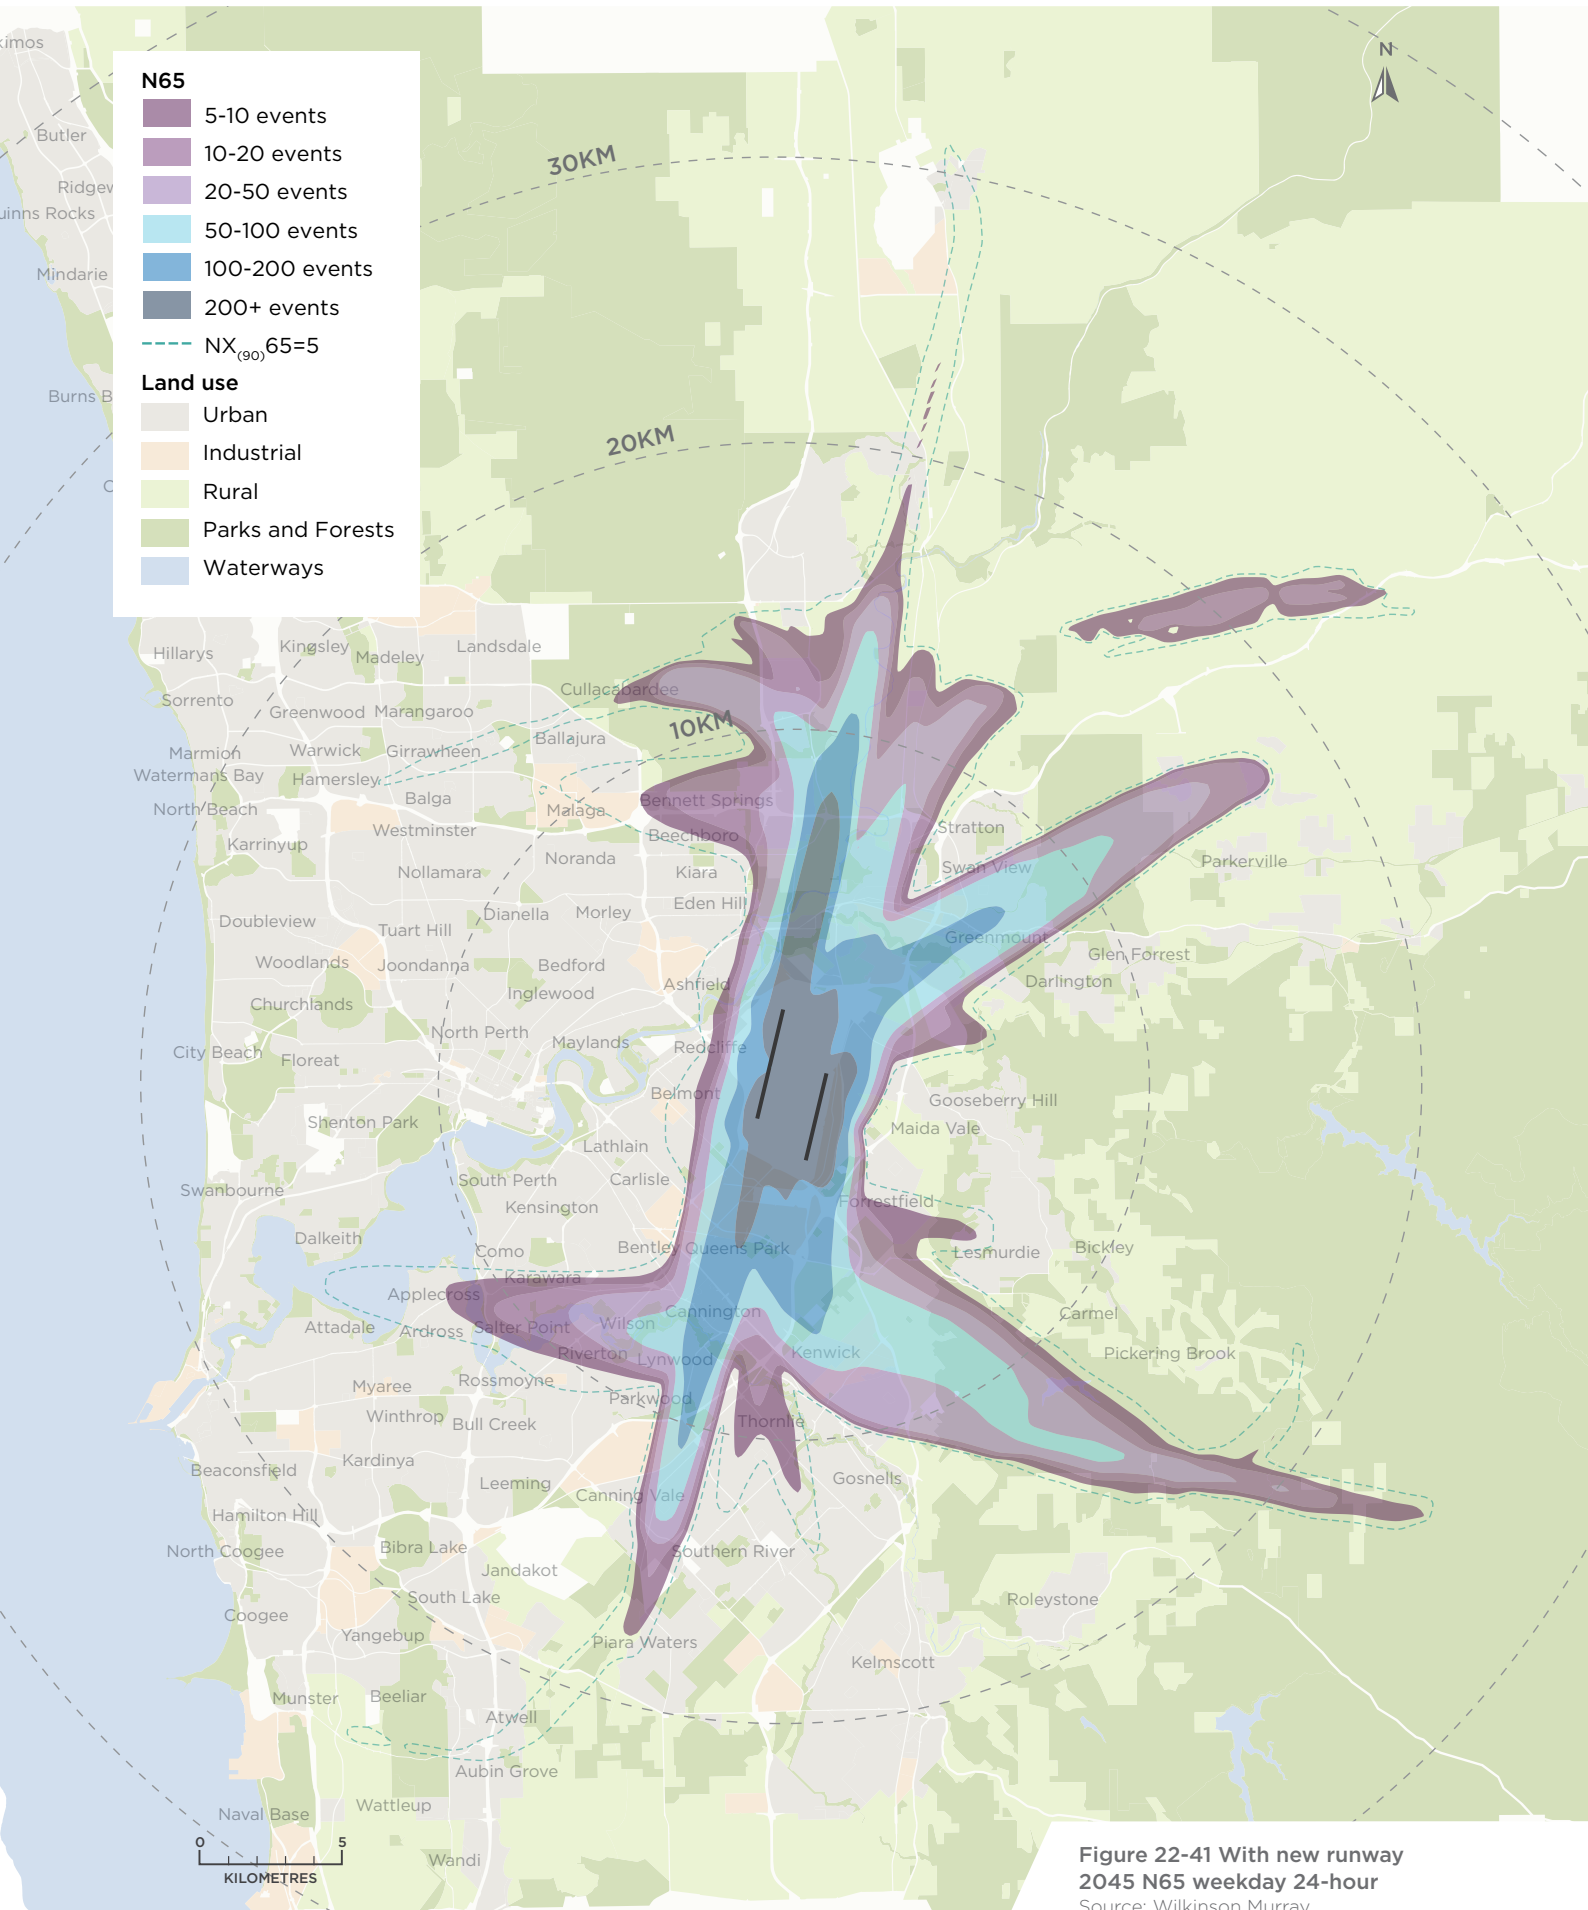 N65
5-10 events
10-20 events
20-50 events
50-100 events
100-200 events
200+ events
NX(90)65=5
Land use
Urban
Industrial
Rural
Parks and Forests
Waterways
N
30KM
20KM
10KM
Butler
Mindarie
Hillarys
Kingsley
Madeley
Landsdale
Cullacabardee
Sorrento
Greenwood
Marangaroo
Ballajura
Marmion
Warwick
Girrawheen
Watermans Bay
Hamersley
North Beach
Balga
Malaga
Bennett Springs
Karrinyup
Westminster
Beechboro
Stratton
Nollamara
Noranda
Kiara
Swan View
Parkerville
Doubleview
Dianella
Morley
Eden Hill
Tuart Hill
Greenmount
Woodlands
Joondanna
Bedford
Glen Forrest
Churchlands
Inglewood
Ashfield
Darlington
North Perth
Maylands
Redcliffe
City Beach
Floreat
Belmont
Gooseberry Hill
Shenton Park
Lathlain
Maida Vale
Swanbourne
South Perth
Carlisle
Kensington
Forrestfield
Dalkeith
Como
Bentley
Queens Park
Lesmurdie
Bickley
Karawara
Applecross
Cannington
Carmel
Attadale
Ardross
Salter Point
Wilson
Riverton
Lynwood
Kenwick
Pickering Brook
Myaree
Rossmoyne
Parkwood
Winthrop
Bull Creek
Thornlie
Kardinya
Beaconsfield
Leeming
Gosnells
Hamilton Hill
Canning Vale
North Coogee
Bibra Lake
Jandakot
Southern River
South Lake
Coogee
Roleystone
Yangebup
Piara Waters
Kelmscott
Munster
Beeliar
Atwell
Aubin Grove
Naval Base
Wattleup
Wandi
0
5
KILOMETRES
Figure 22-41 With new runway
2045 N65 weekday 24-hour
Source: Wilkinson Murray